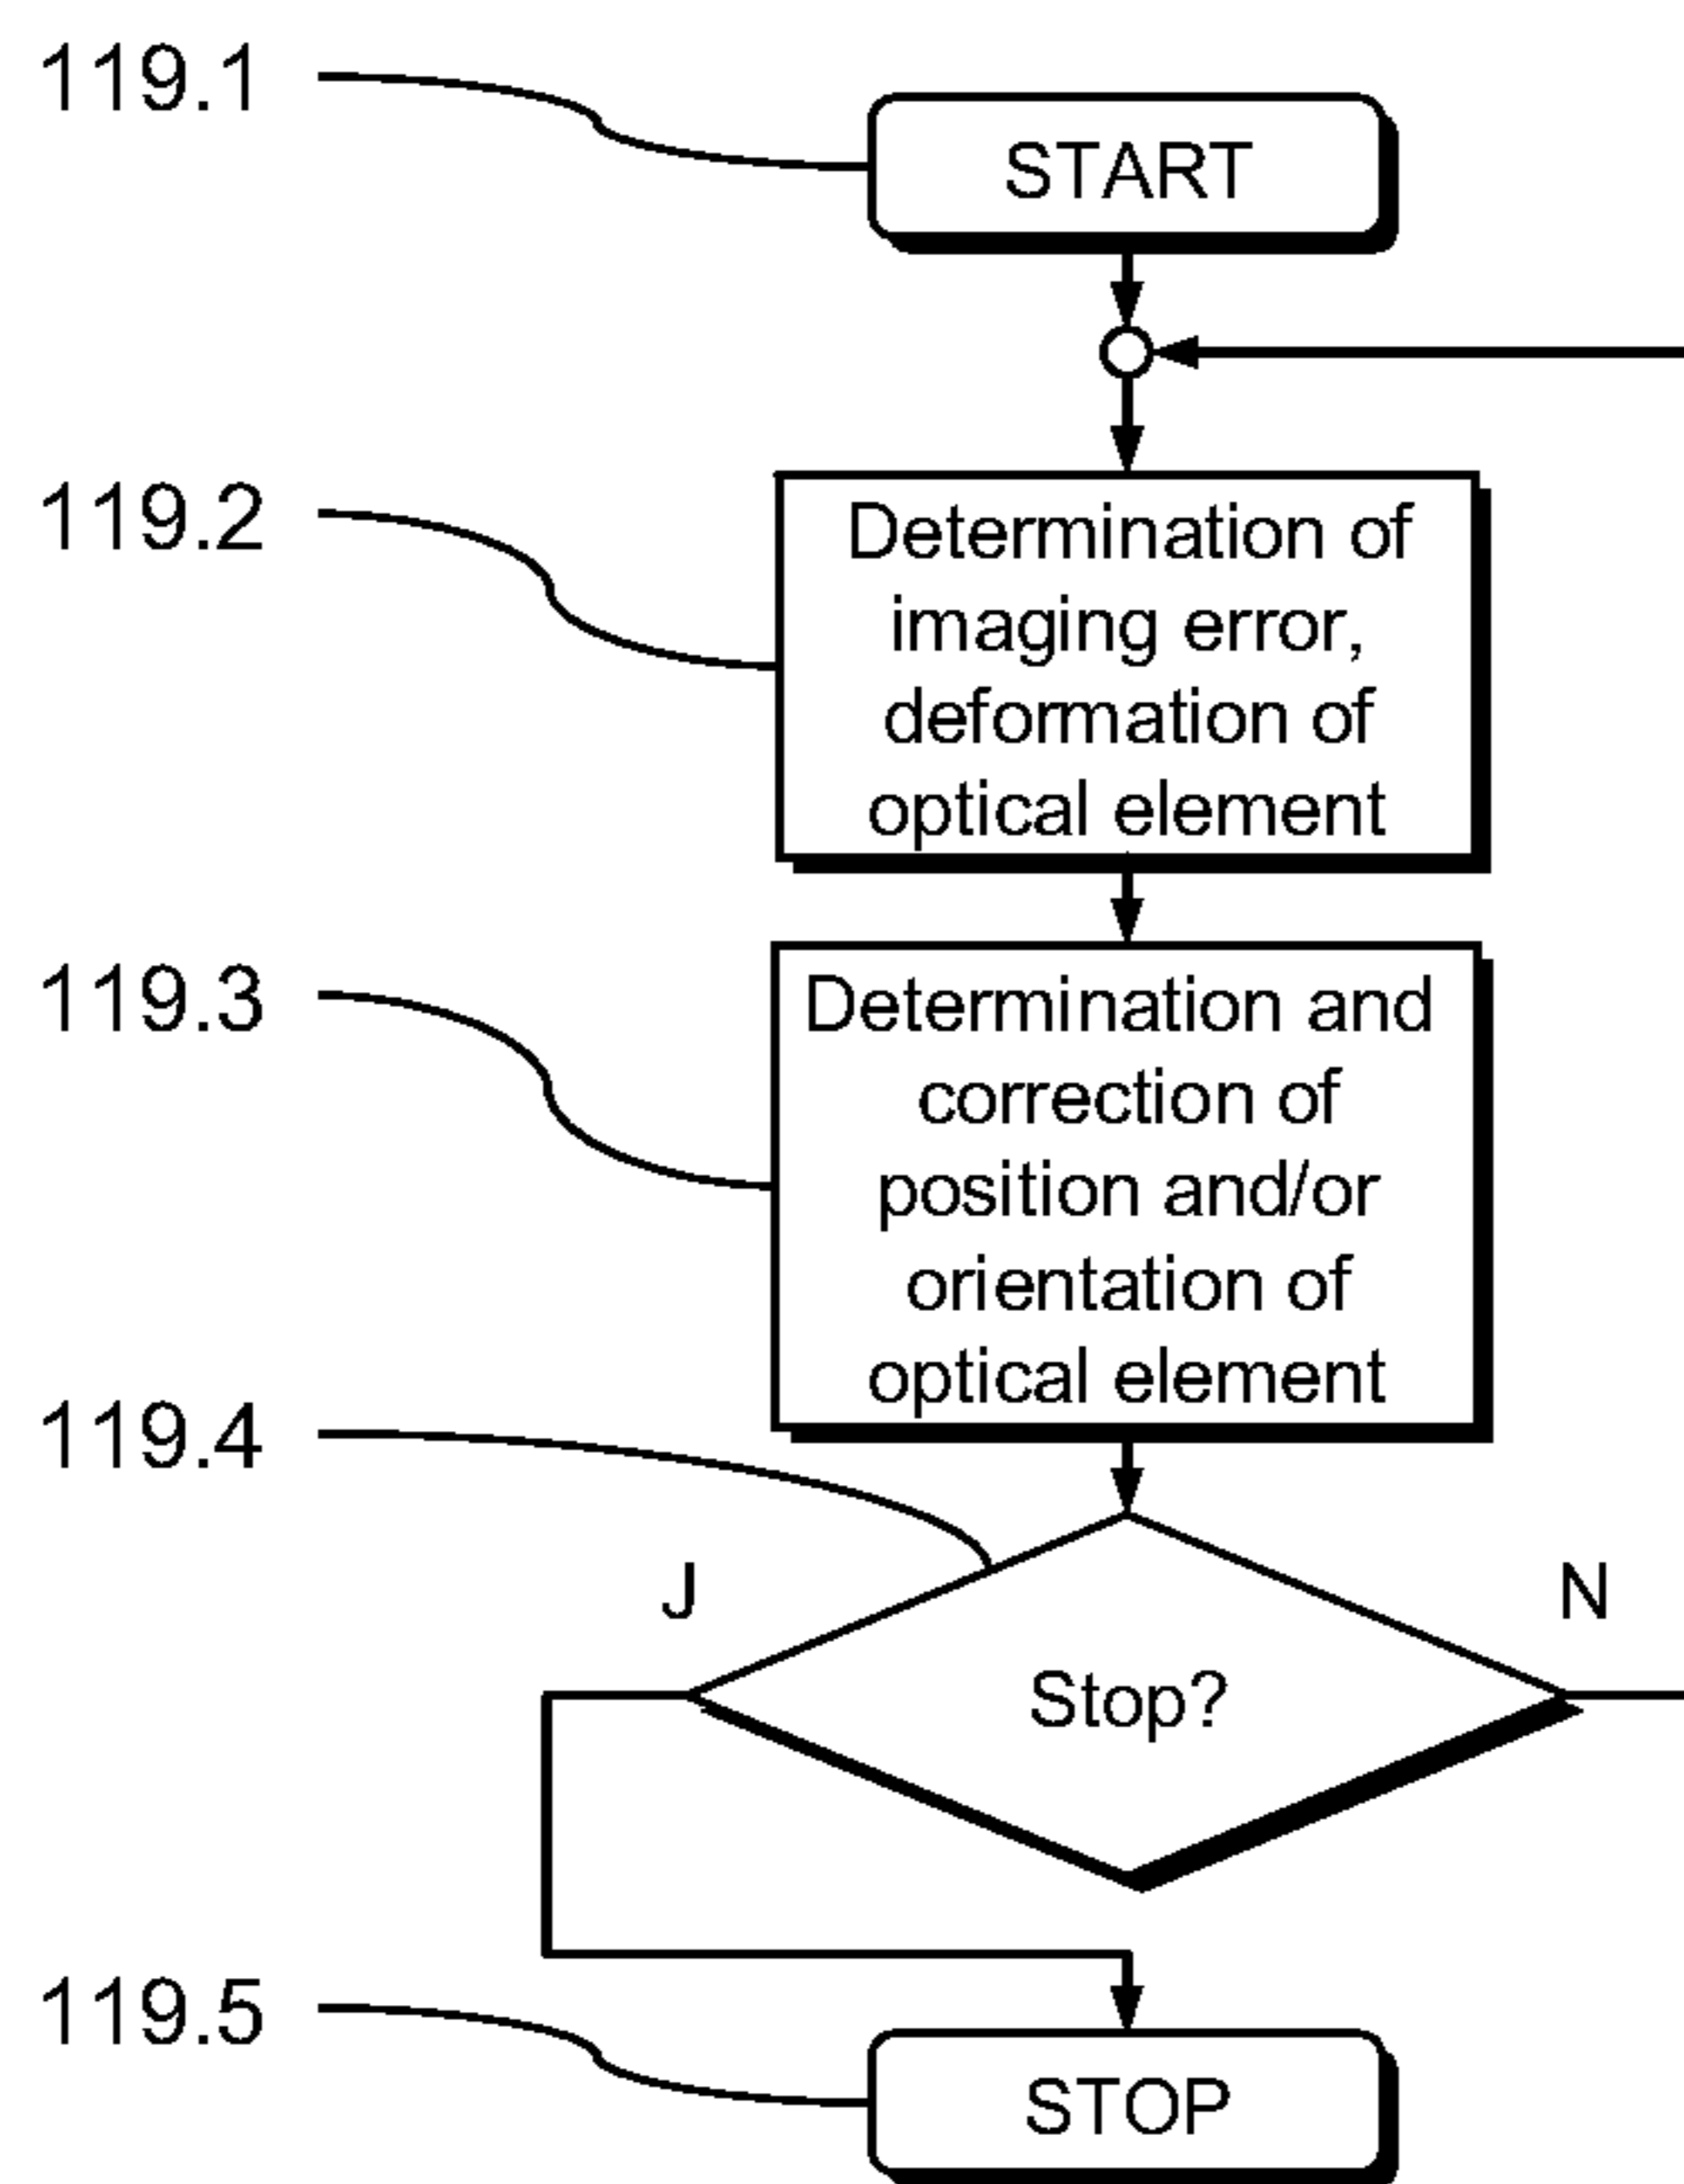 119.1
START
119.2
Determination of
imaging error,
deformation of
optical element
119.3
Determination and
correction of
position and/or
orientation of
optical element
119.4
J
N
Stop?
119.5
STOP